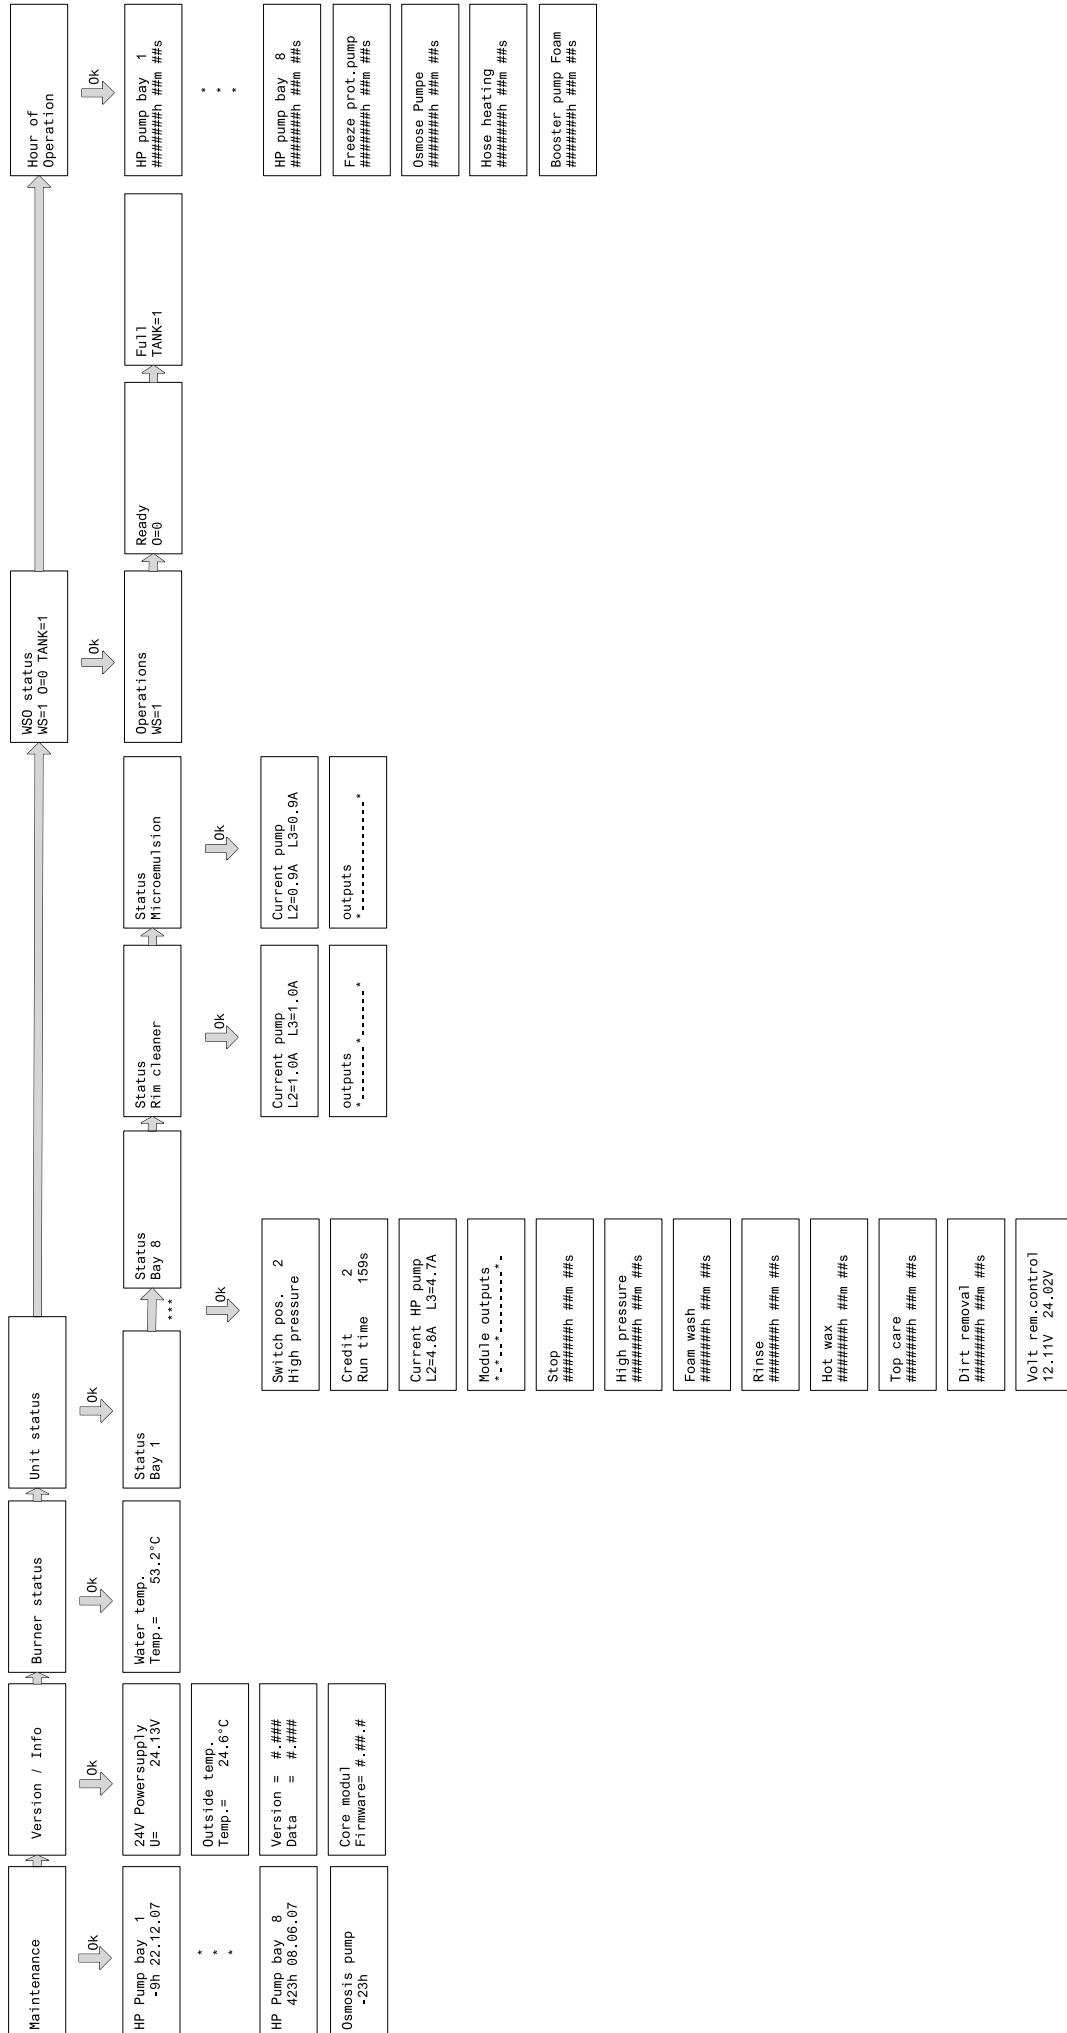 Maintenance
Ok
HP Pump bay 1
-9h 22.12.07
*
*
*
HP Pump bay 8
423h 08.06.07
Osmosis pump
-23h
Version / Info
Ok
24V Powersupply
U= 24.13V
Outside temp.
Temp.= 24.6°C
Version = #.###
Data = #.###
Core modul
Firmware= #.##.#
Burner status
Ok
Water temp.
Temp.= 53.2°C
Unit status
Ok
Status
Bay 1
***
Status
Bay 8
Ok
Switch pos. 2
High pressure
Credit 2
Run time 159s
Current HP pump
L2=4.8A L3=4.7A
Module outputs
*-*--*--------*-
Stop
#######h ##m ##s
High pressure
#######h ##m ##s
Foam wash
#######h ##m ##s
Rinse
#######h ##m ##s
Hot wax
#######h ##m ##s
Top care
#######h ##m ##s
Dirt removal
#######h ##m ##s
Volt rem.control
12.11V 24.02V
Status
Rim cleaner
Ok
Current pump
L2=1.0A L3=1.0A
outputs
*-------*------*
Status
Microemulsion
Ok
Current pump
L2=0.9A L3=0.9A
outputs
*--------------*
WSO status
WS=1 O=0 TANK=1
Ok
Operations
WS=1
Ready
O=0
Full
TANK=1
Hour of
Operation
Ok
HP pump bay 1
#######h ##m ##s
*
*
*
HP pump bay 8
#######h ##m ##s
Freeze prot.pump
#######h ##m ##s
Osmose Pumpe
#######h ##m ##s
Hose heating
#######h ##m ##s
Booster pump Foam
#######h ##m ##s